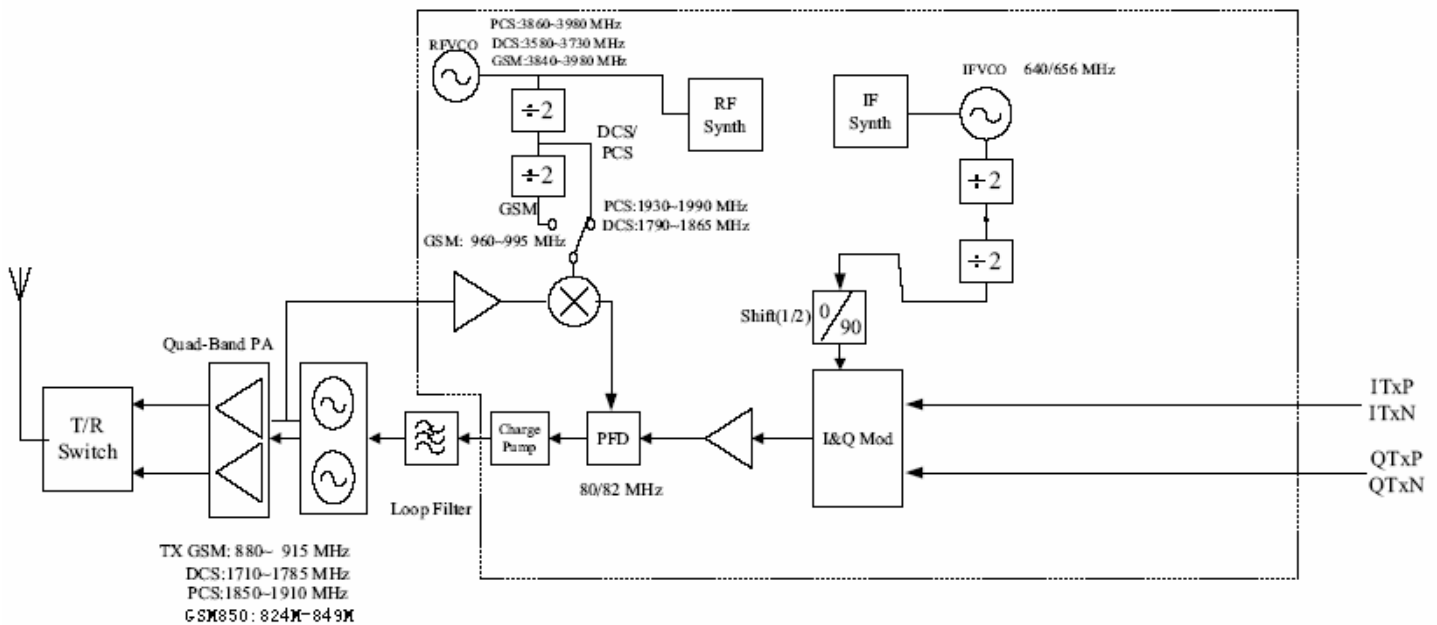 PCS:3860~3980 MHz
RFVCO
DCS:3580~3730 MHz
GSM:3840~3980 MHz
IFVCO 640/656 MHz
÷2
RF
Synth
IF
Synth
DCS/
PCS
÷2
÷2
GSM
PCS:1930~1990 MHz
DCS:1790~1865 MHz
GSM: 960~995 MHz
÷2
Shift(1/2)
0
90
Quad-Band PA
T/R
Switch
Charge
Pump
PFD
I&Q Mod
ITxP
ITxN
QTxP
QTxN
80/82 MHz
Loop Filter
TX GSM: 880~ 915 MHz
DCS:1710~1785 MHz
PCS:1850~1910 MHz
GSM850:824M-849M